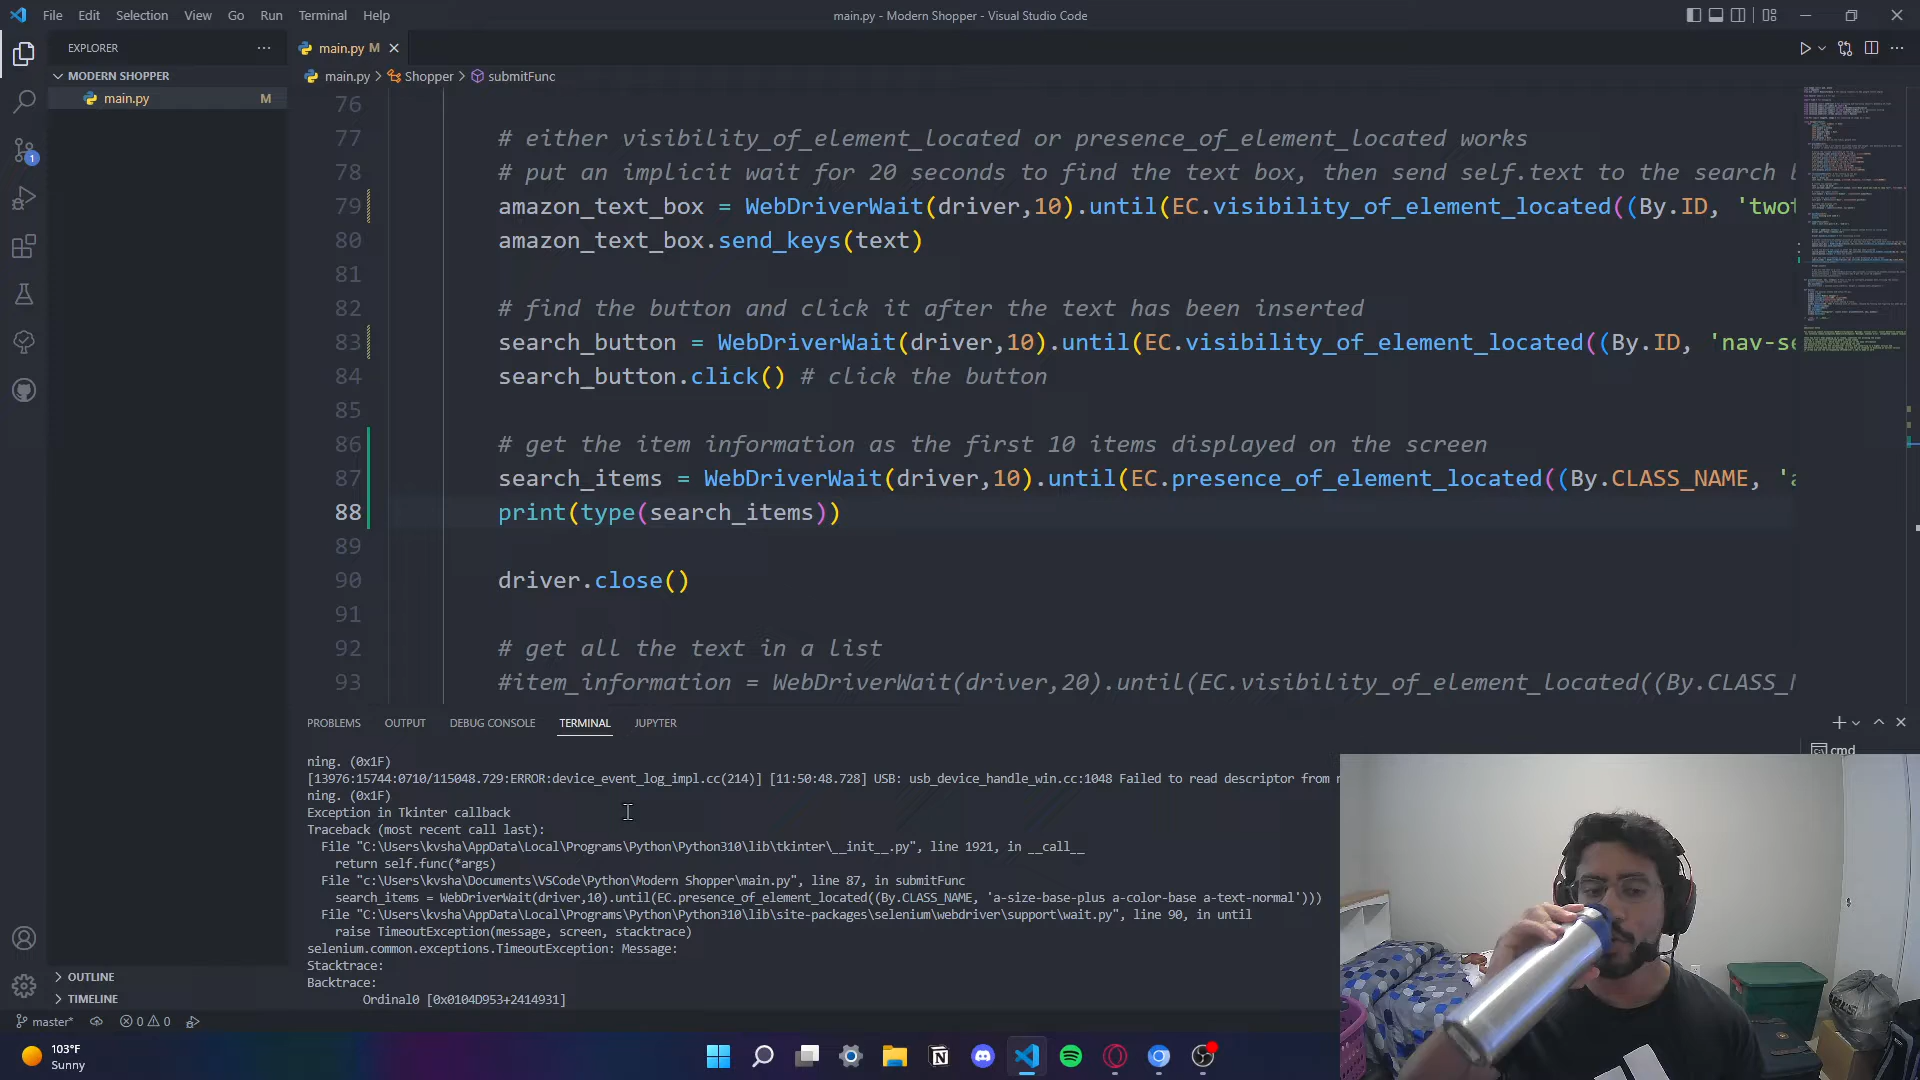 File Edit Selection View Go Run Terminal Help
main.py - Modern Shopper - Visual Studio Code
EXPLORER
MODERN SHOPPER
main.py M
1
main.py M
main.py > Shopper > submitFunc
76
77 # either visibility_of_element_located or presence_of_element_located works
78 # put an implicit wait for 20 seconds to find the text box, then send self.text to the search b
79 amazon_text_box = WebDriverWait(driver,10).until(EC.visibility_of_element_located((By.ID, 'twot
80 amazon_text_box.send_keys(text)
81
82 # find the button and click it after the text has been inserted
83 search_button = WebDriverWait(driver,10).until(EC.visibility_of_element_located((By.ID, 'nav-se
84 search_button.click() # click the button
85
86 # get the item information as the first 10 items displayed on the screen
87 search_items = WebDriverWait(driver,10).until(EC.presence_of_element_located((By.CLASS_NAME, 'a
88 print(type(search_items))
89
90 driver.close()
91
92 # get all the text in a list
93 #item_information = WebDriverWait(driver,20).until(EC.visibility_of_element_located((By.CLASS_N
PROBLEMS OUTPUT DEBUG CONSOLE TERMINAL JUPYTER
cmd
ning. (0x1F)
[13976:15744:0710/115048.729:ERROR:device_event_log_impl.cc(214)] [11:50:48.728] USB: usb_device_handle_win.cc:1048 Failed to read descriptor from
ning. (0x1F)
Exception in Tkinter callback
Traceback (most recent call last):
File "C:\Users\kvsha\AppData\Local\Programs\Python\Python310\lib\tkinter\__init__.py", line 1921, in __call__
return self.func(*args)
File "c:\Users\kvsha\Documents\VSCode\Python\Modern Shopper\main.py", line 87, in submitFunc
search_items = WebDriverWait(driver,10).until(EC.presence_of_element_located((By.CLASS_NAME, 'a-size-base-plus a-color-base a-text-normal')))
File "C:\Users\kvsha\AppData\Local\Programs\Python\Python310\lib\site-packages\selenium\webdriver\support\wait.py", line 90, in until
raise TimeoutException(message, screen, stacktrace)
selenium.common.exceptions.TimeoutException: Message:
Stacktrace:
Backtrace:
Ordinal0 [0x0104D953+2414931]
OUTLINE
TIMELINE
master* 0 0
103°F
Sunny